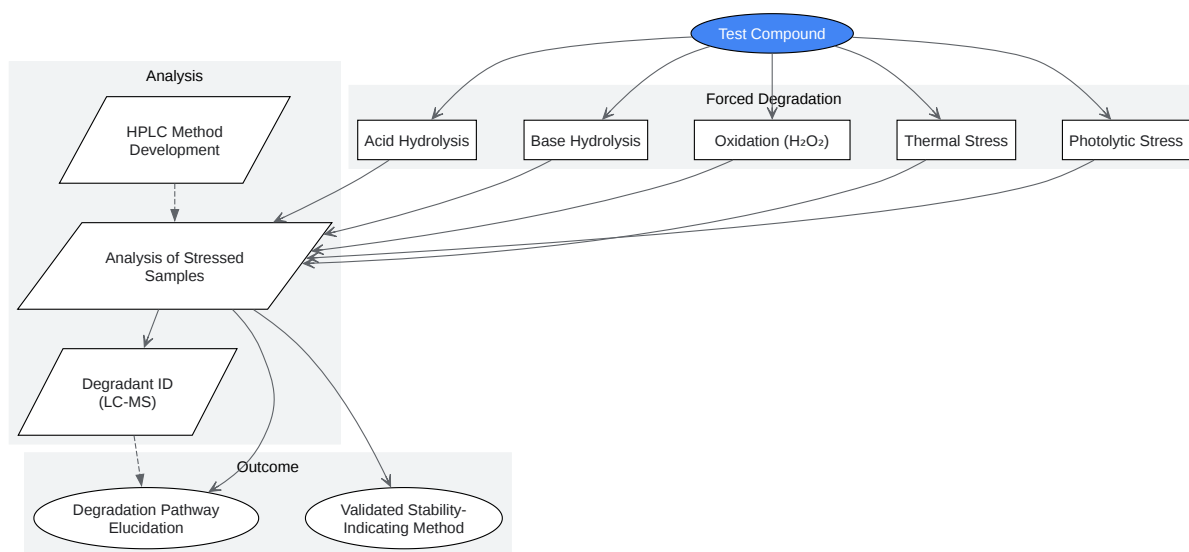 Test Compound
Analysis
Forced Degradation
HPLC Method
Development
Acid Hydrolysis
Base Hydrolysis
Oxidation (H₂O₂)
Thermal Stress
Photolytic Stress
Analysis of Stressed
Samples
Degradant ID
(LC-MS)
Outcome
Degradation Pathway
Elucidation
Validated Stability-
Indicating Method